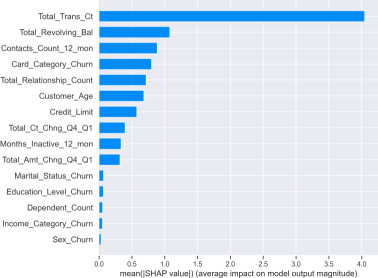 Total_Trans_Ct
Total_Revolving_Bal
Contacts_Count_12_mon
Card_Category_Churn
Total_Relationship_Count
Customer_Age
Credit_Limit
Total_Ct_Chng_Q4_Q1
Months_Inactive_12_mon
Total_Amt_Chng_Q4_Q1
Marital_Status_Churn
Education_Level_Churn
Dependent_Count
Income_Category_Churn
Sex_Churn
0.0 0.5 1.0 1.5 2.0 2.5 3.0 3.5 4.0
mean(|SHAP value|) (average impact on model output magnitude)